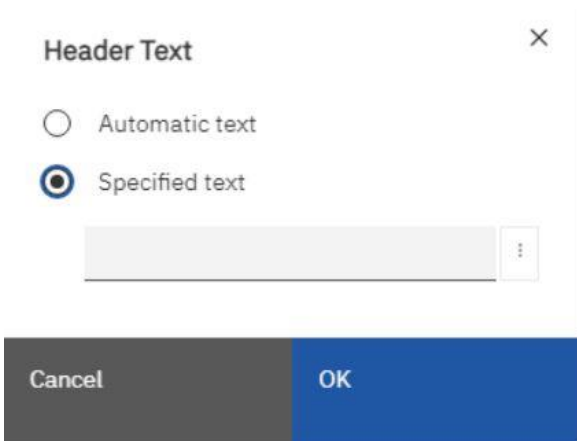 Header Text
Automatic text
Specified text
Cancel
OK